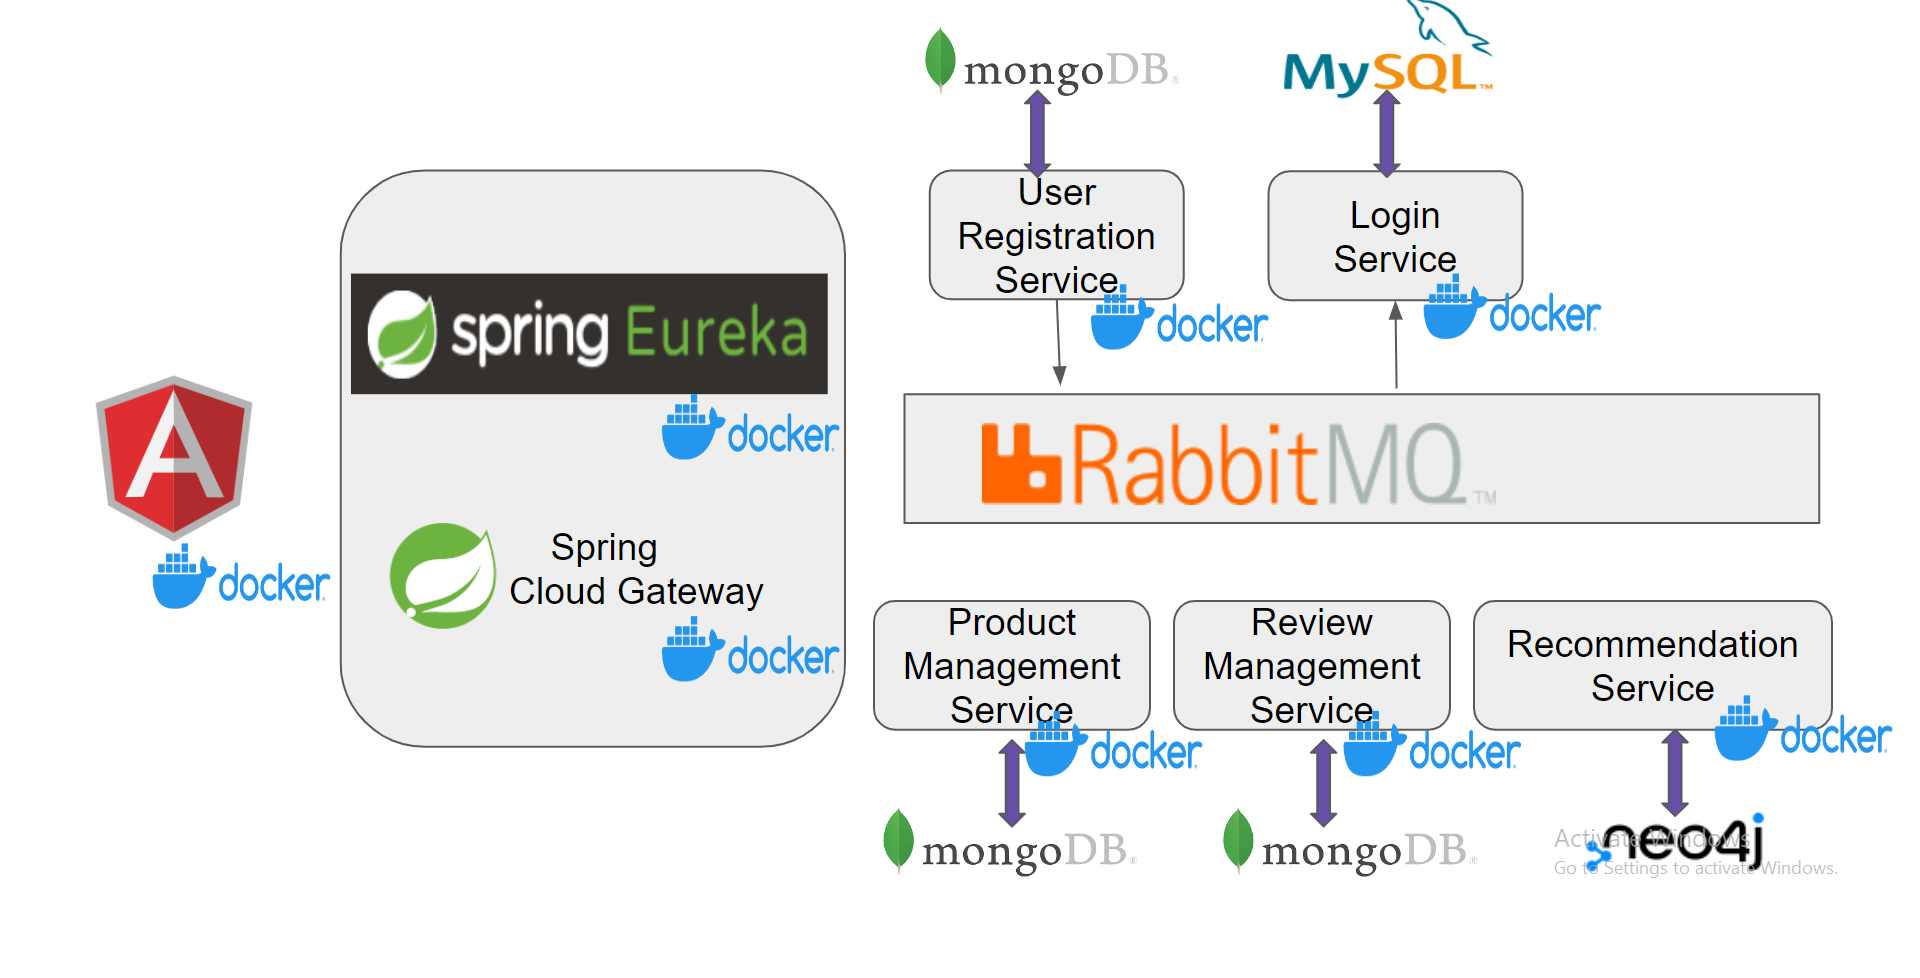 mongoDB®
MySQL™
User
Registration
Service
docker
Login
Service
docker
spring Eureka
docker
RabbitMQ™
docker
Spring
Cloud Gateway
docker
Product
Management
Service
docker
Review
Management
Service
docker
Recommendation
Service
docker
mongoDB®
mongoDB®
neo4j
Activate Windows
Go to Settings to activate Windows.